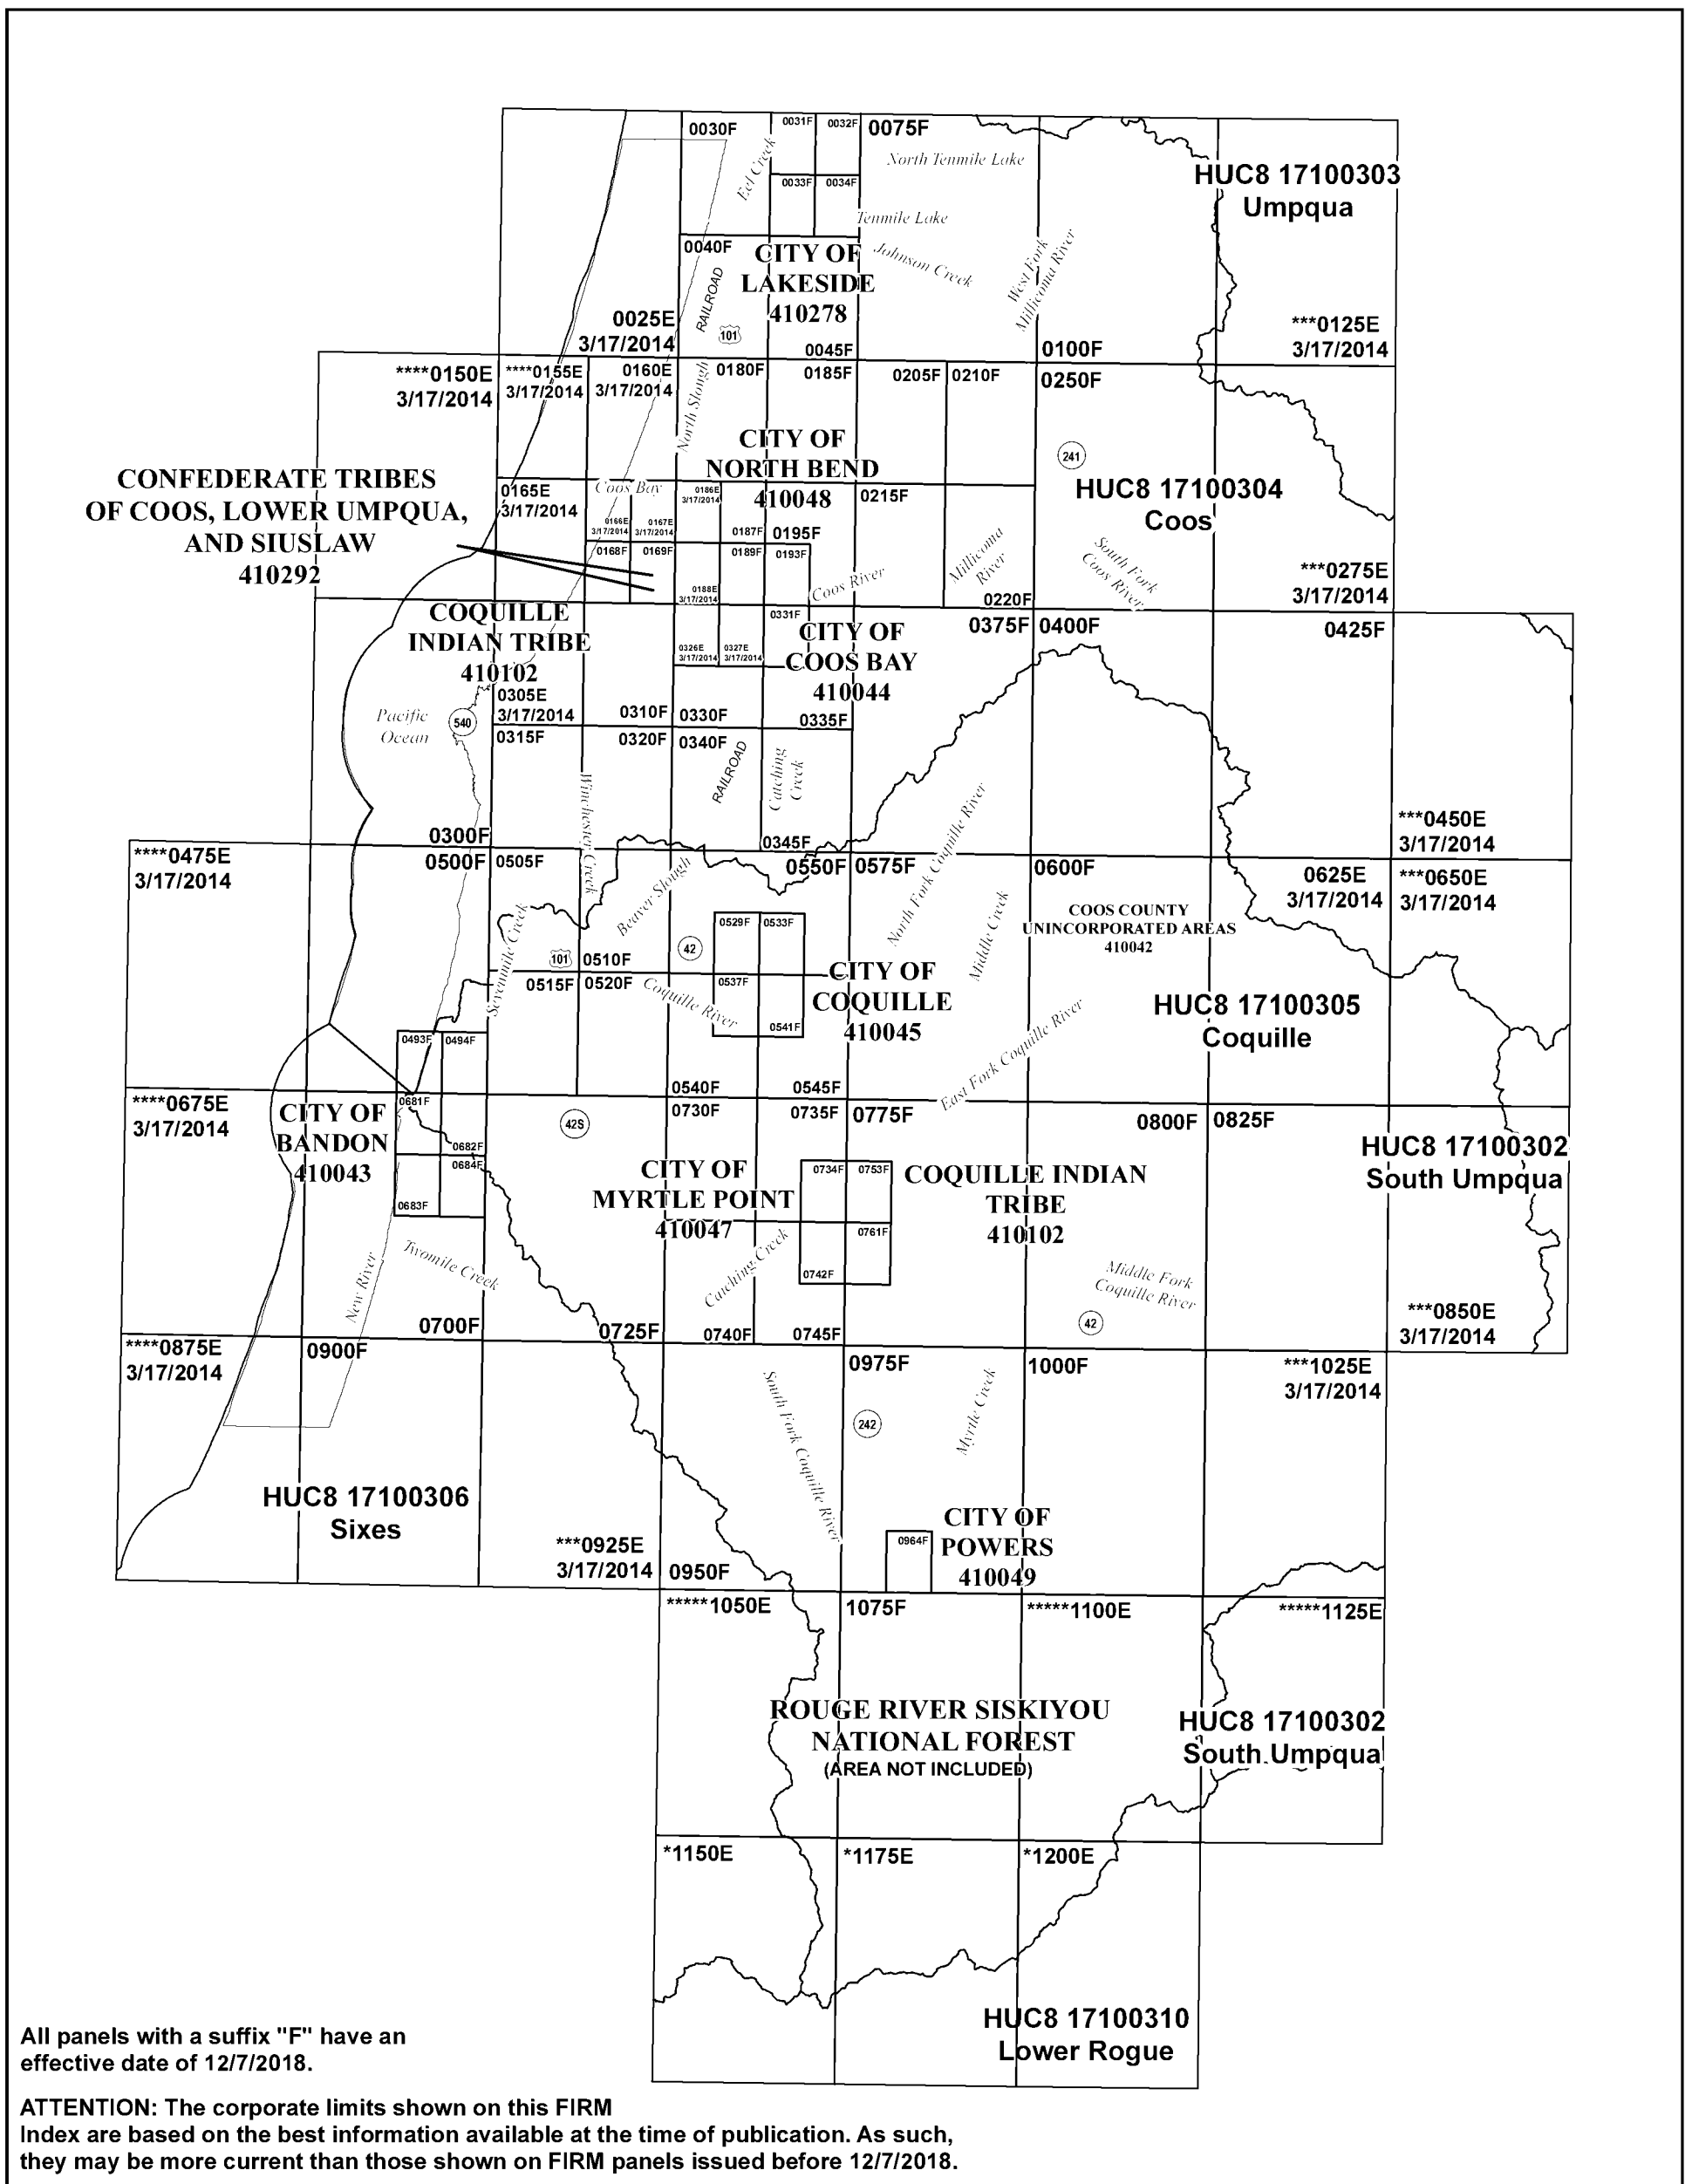 0030F
0031F
0032F
0075F
Eel Creek
North Tenmile Lake
HUC8 17100303
Umpqua
0033F
0034F
Tenmile Lake
0040F
CITY OF
LAKESIDE
410278
Johnson Creek
West Fork
Millicoma River
RAILROAD
101
0025E
3/17/2014
0045F
0100F
***0125E
3/17/2014
****0150E
3/17/2014
****0155E
3/17/2014
0160E
3/17/2014
North Slough
0180F
0185F
0205F
0210F
0250F
CITY OF
NORTH BEND
410048
241
HUC8 17100304
Coos
CONFEDERATE TRIBES
OF COOS, LOWER UMPQUA,
AND SIUSLAW
410292
0165E
3/17/2014
Coos Bay
0166E
3/17/2014
0167E
3/17/2014
0186E
3/17/2014
0187F
0195F
0215F
0168F
0169F
0189F
0193F
0188E
3/17/2014
Coos River
Millicoma
River
South Fork
Coos River
0220F
***0275E
3/17/2014
COQUILLE
INDIAN TRIBE
410102
0331F
0326E
3/17/2014
0327E
3/17/2014
CITY OF
COOS BAY
410044
0375F
0400F
0425F
Pacific
Ocean
540
0305E
3/17/2014
0310F
0330F
0335F
0315F
0320F
0340F
RAILROAD
Catching
Creek
Winchester Creek
North Fork Coquille River
0300F
0345F
***0450E
3/17/2014
****0475E
3/17/2014
0500F
0505F
0550F
0575F
0600F
0625E
3/17/2014
***0650E
3/17/2014
Beaver Slough
Sevenmile Creek
0529F
0533F
Middle Creek
COOS COUNTY
UNINCORPORATED AREAS
410042
101
0510F
42
0515F
0520F
Coquille River
0537F
0541F
CITY OF
COQUILLE
410045
HUC8 17100305
Coquille
East Fork Coquille River
0493F
0494F
0540F
0545F
****0675E
3/17/2014
CITY OF
BANDON
410043
0681F
0682F
0684F
0683F
42S
0730F
0735F
0775F
0800F
0825F
HUC8 17100302
South Umpqua
CITY OF
MYRTLE POINT
410047
0734F
0753F
0761F
0742F
COQUILLE INDIAN
TRIBE
410102
Catching Creek
Twomile Creek
New River
Middle Fork
Coquille River
42
0700F
0725F
0740F
0745F
***0850E
3/17/2014
****0875E
3/17/2014
0900F
0975F
1000F
***1025E
3/17/2014
South Fork Coquille River
242
Myrtle Creek
HUC8 17100306
Sixes
***0925E
3/17/2014
0950F
0964F
CITY OF
POWERS
410049
*****1050E
1075F
*****1100E
*****1125E
ROUGE RIVER SISKIYOU
NATIONAL FOREST
(AREA NOT INCLUDED)
HUC8 17100302
South Umpqua
*1150E
*1175E
*1200E
HUC8 17100310
Lower Rogue
All panels with a suffix "F" have an
effective date of 12/7/2018.
ATTENTION: The corporate limits shown on this FIRM
Index are based on the best information available at the time of publication. As such,
they may be more current than those shown on FIRM panels issued before 12/7/2018.